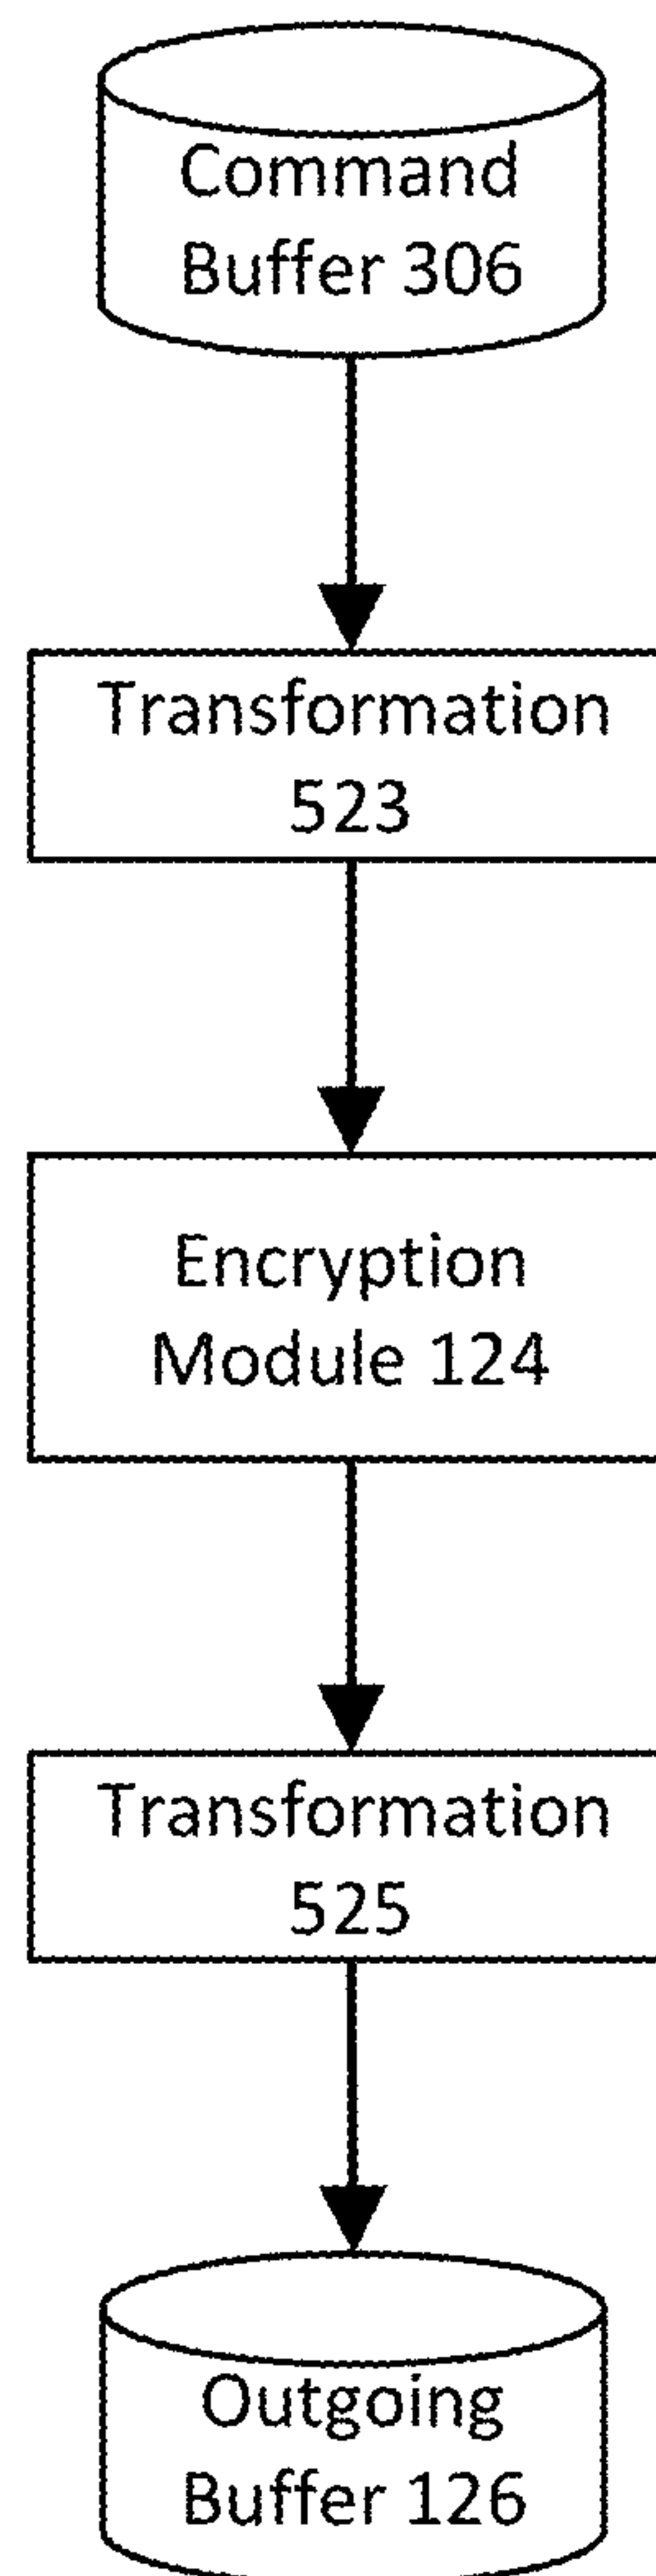 Command
Buffer 306
Transformation
523
Encryption
Module 124
Transformation
525
Outgoing
Buffer 126